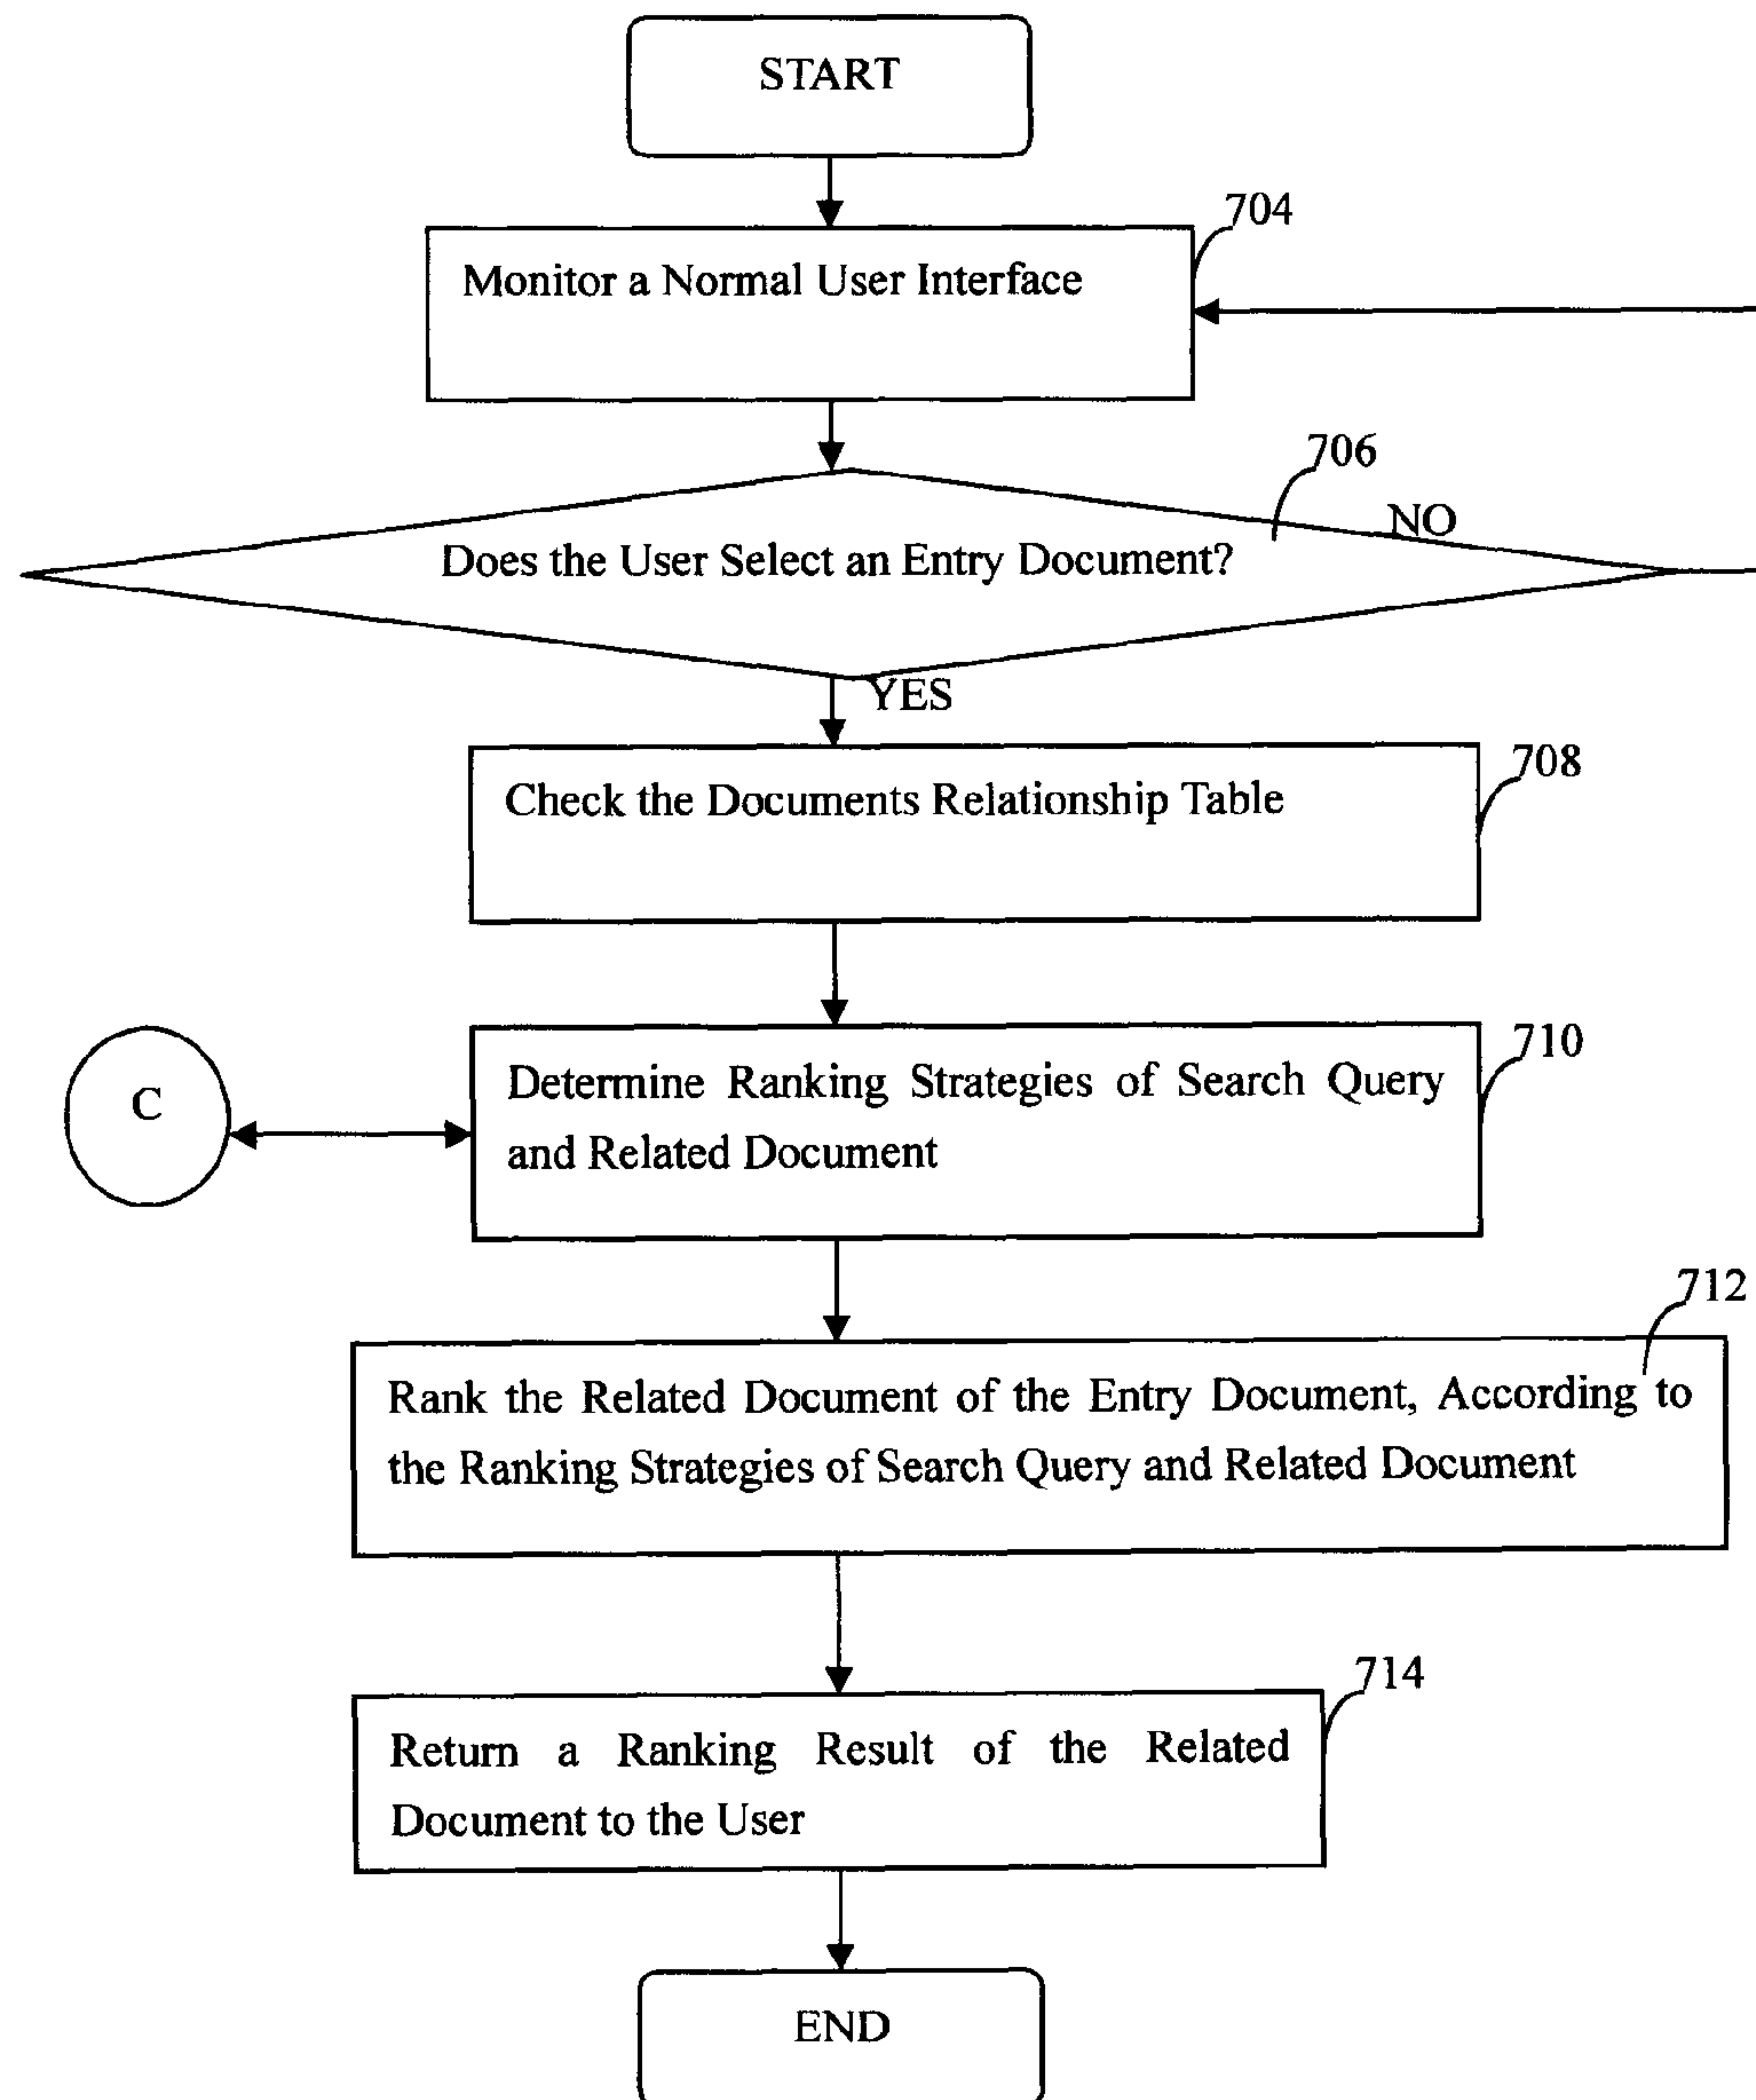 START
704
Monitor a Normal User Interface
706
NO
Does the User Select an Entry Document?
YES
708
Check the Documents Relationship Table
710
C
Determine Ranking Strategies of Search Query
and Related Document
712
Rank the Related Document of the Entry Document, According to
the Ranking Strategies of Search Query and Related Document
714
Return a Ranking Result of the Related
Document to the User
END